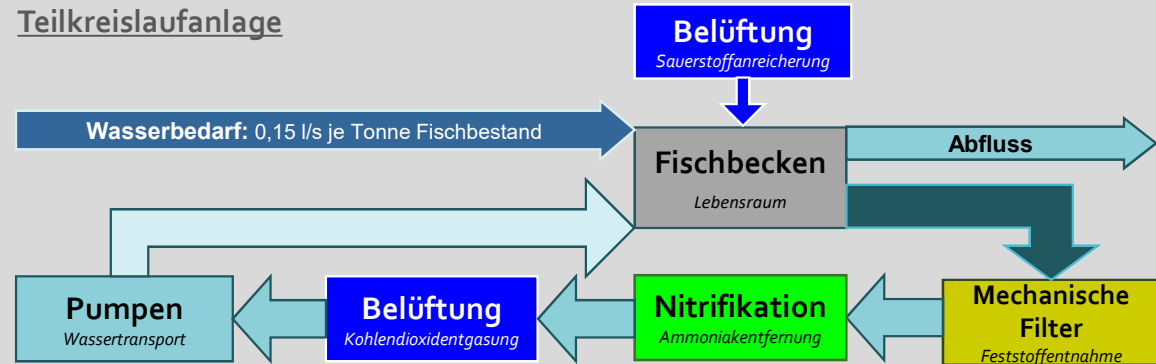 Teilkreislaufanlage
Belüftung
Sauerstoffanreicherung
Wasserbedarf: 0,15 l/s je Tonne Fischbestand
Fischbecken
Lebensraum
Abfluss
Pumpen
Wassertransport
Belüftung
Kohlendioxidentgasung
Nitrifikation
Ammoniakentfernung
Mechanische
Filter
Feststoffentnahme